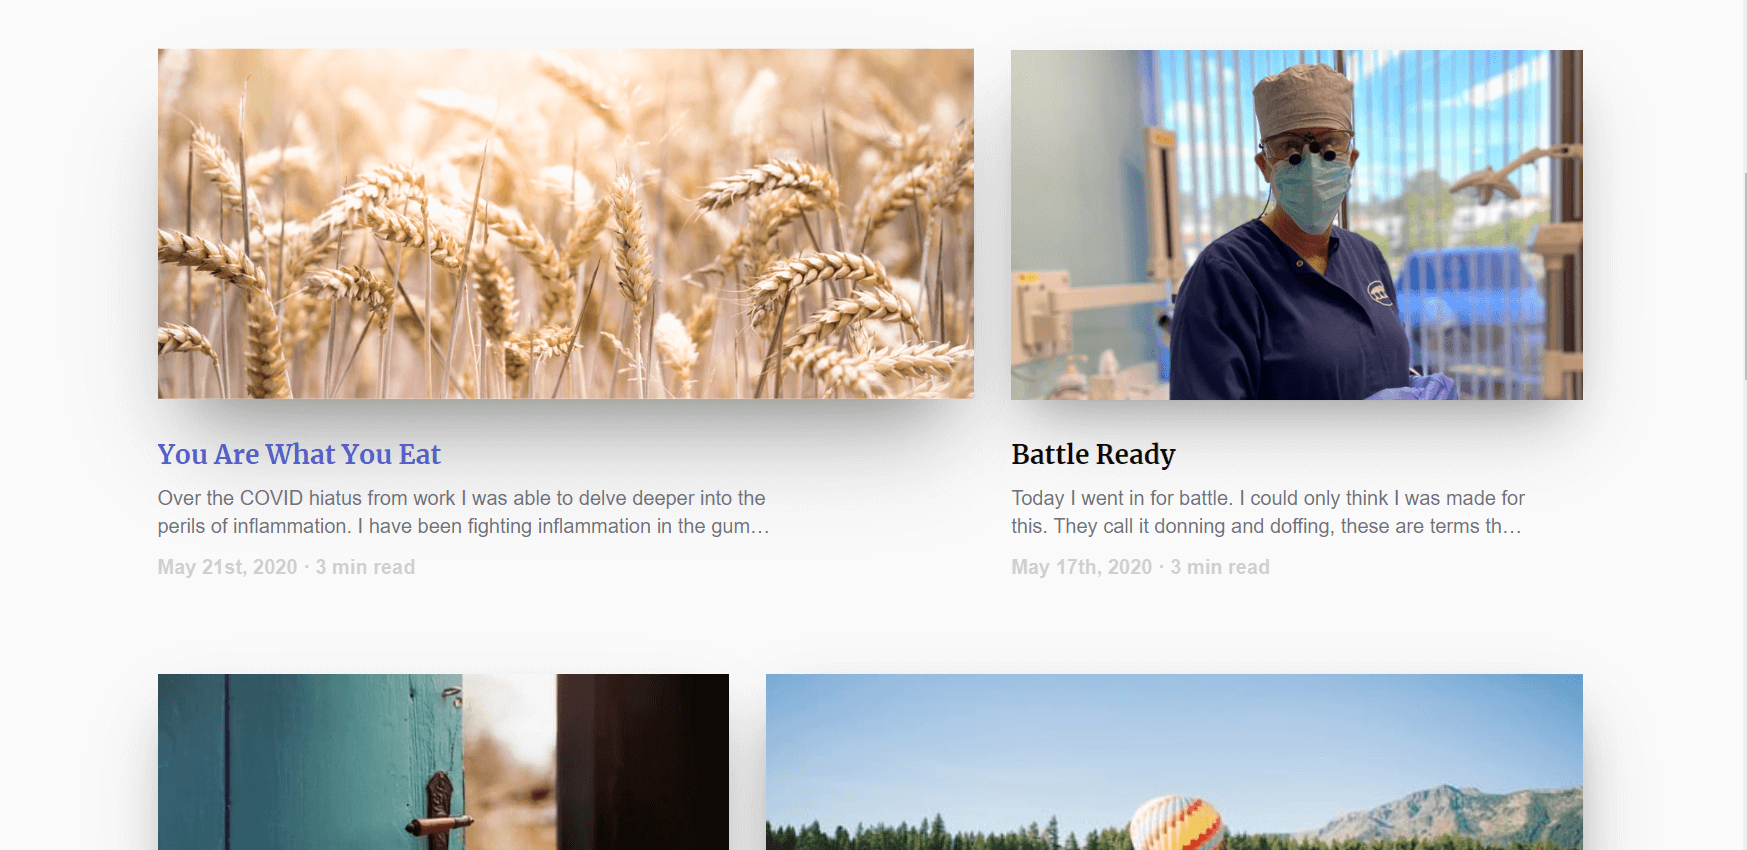 You Are What You Eat
Over the COVID hiatus from work I was able to delve deeper into the
perils of inflammation. I have been fighting inflammation in the gum…
May 21st, 2020 · 3 min read
Battle Ready
Today I went in for battle. I could only think I was made for
this. They call it donning and doffing, these are terms th…
May 17th, 2020 · 3 min read